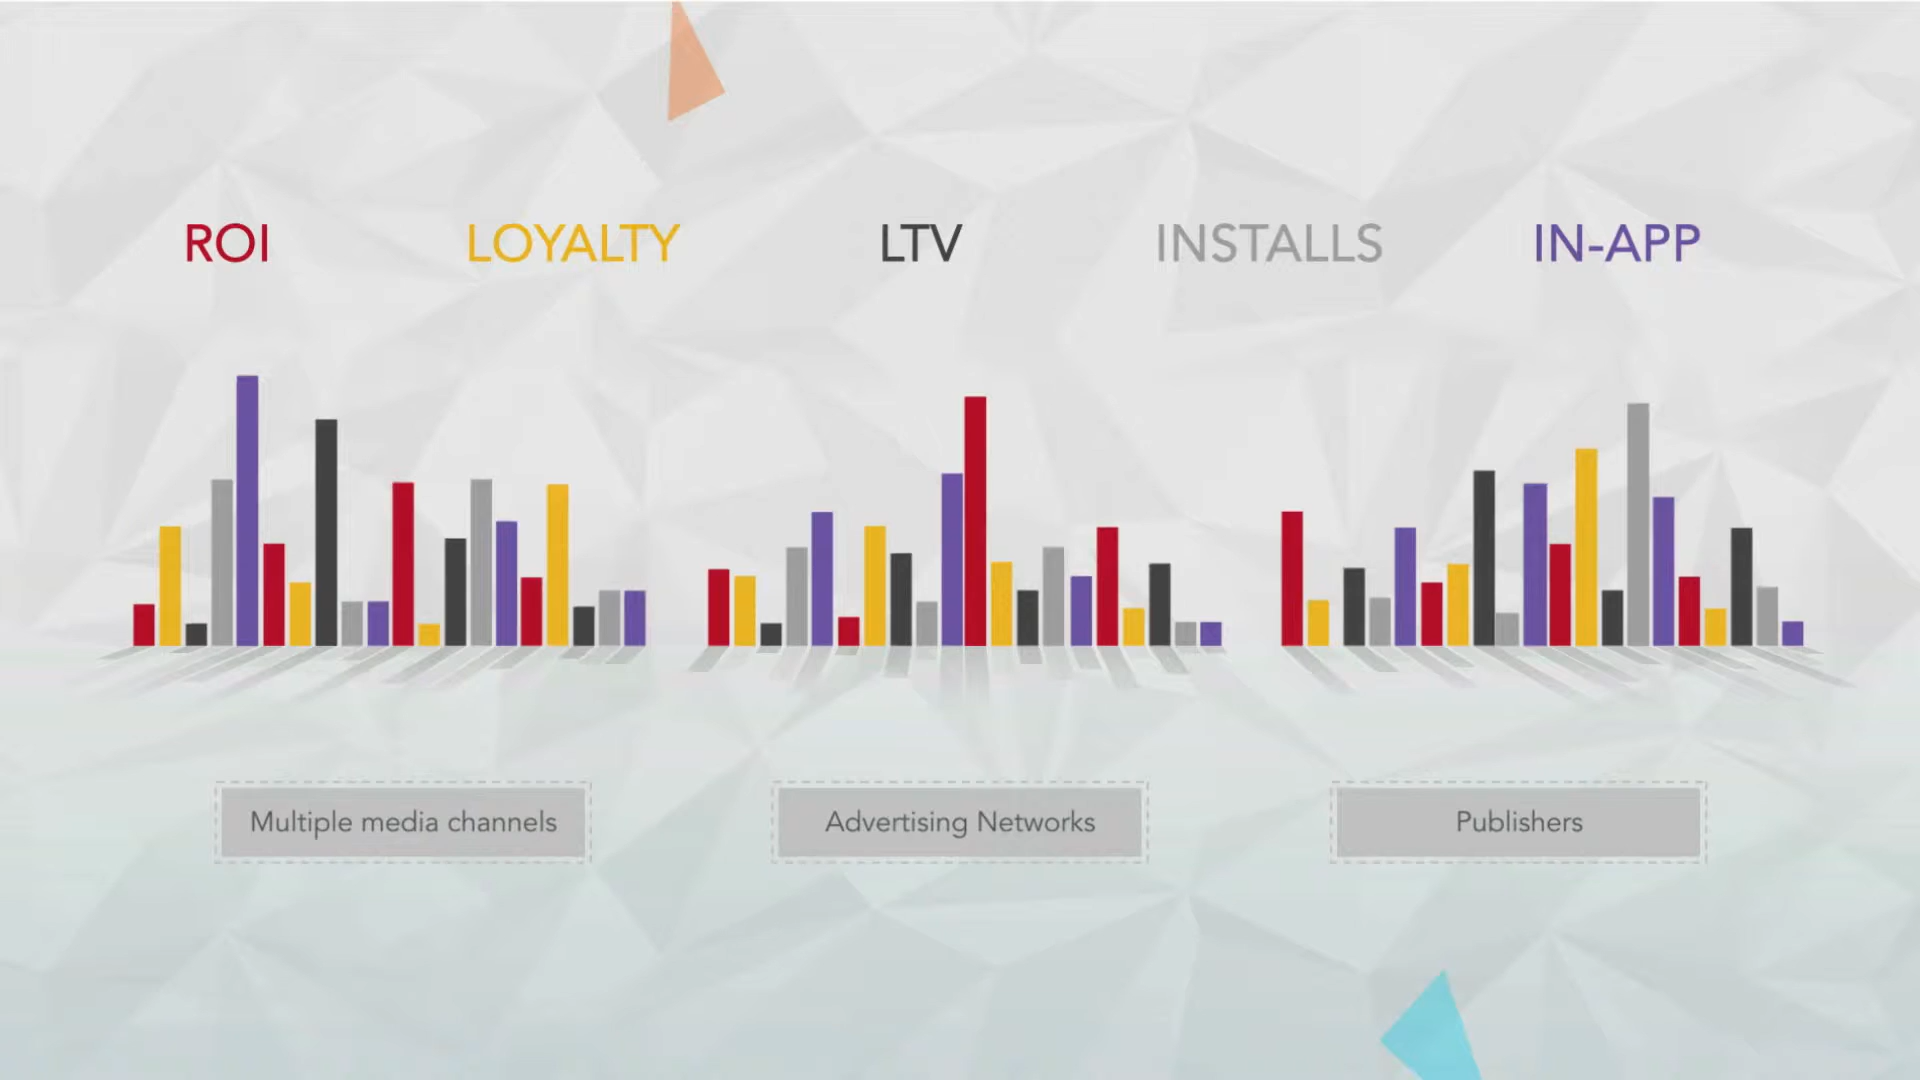 ROI
LOYALTY
LTV
INSTALLS
IN-APP
Multiple media channels
Advertising Networks
Publishers